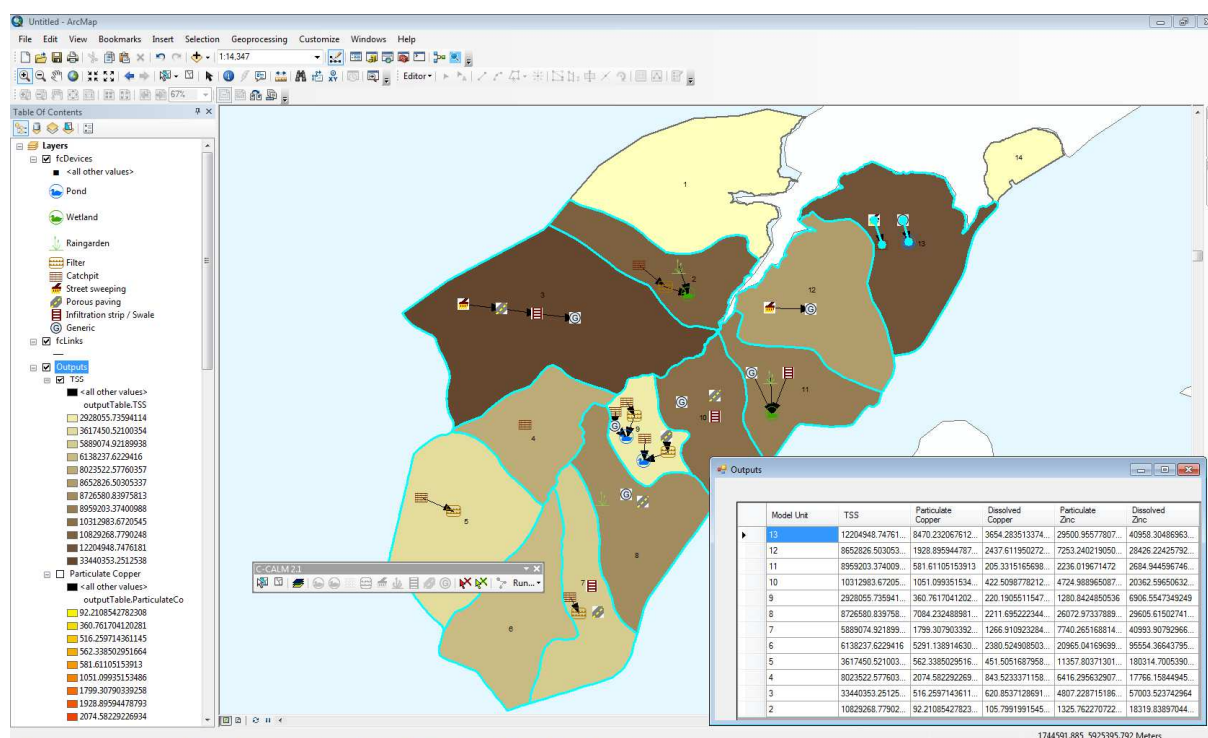 Untitled - ArcMap
File Edit View Bookmarks Insert Selection Geoprocessing Customize Windows Help
1:14,347
Editor
67%
Table Of Contents
Layers
fcDevices
<all other values>
Pond
Wetland
Raingarden
Filter
Catchpit
Street sweeping
Porous paving
Infiltration strip / Swale
Generic
fcLinks
Outputs
TSS
<all other values>
outputTable.TSS
2928055.73594114
3617450.52100354
5889074.92189938
6138237.6229416
8023522.57760357
8652826.50305337
8726580.83975813
8959203.37400988
10312983.6720545
10829268.7790248
12204948.7476181
33440353.2512538
Particulate Copper
<all other values>
outputTable.ParticulateCo
92.2108542782308
360.761704120281
516.259714361145
562.338502951664
581.61105153913
1051.09935153486
1799.30790339258
1928.89594478793
2074.58229226934
1
14
2
13
3
12
11
10
4
9
5
8
7
6
C-CALM 2.1
Run...
Outputs
Model Unit TSS Particulate Copper Dissolved Copper Particulate Zinc Dissolved Zinc
13 12204948.74761... 8470.232067612... 3654.283513374... 29500.95577807... 40958.30486963...
12 8652826.503053... 1928.895944787... 2437.611950272... 7253.240219050... 28426.22425792...
11 8959203.374009... 581.61105153913 205.3315165698... 2236.019671472 2684.944596746...
10 10312983.67205... 1051.099351534... 422.5098778212... 4724.988965087... 20362.59650632...
9 2928055.735941... 360.7617041202... 220.1905511547... 1280.8424850536 6906.5547349249
8 8726580.839758... 7084.232488981... 2211.695222344... 26072.97337889... 29605.61502741...
7 5889074.921899... 1799.307903392... 1266.910923284... 7740.265168814... 40993.90792966...
6 6138237.6229416 5291.138914630... 2380.524908503... 20965.04169699... 95554.36643795...
5 3617450.521003... 562.3385029516... 451.5051687958... 11357.80371301... 180314.7005390...
4 8023522.577603... 2074.582292269... 843.5233371158... 6416.295632907... 17766.15844945...
3 33440353.25125... 516.2597143611... 620.8537128691... 4807.228715186... 57003.523742964
2 10829268.77902... 92.21085427823... 105.7991991545... 1325.762270722... 18319.83897044...
1744591.885 5925395.792 Meters